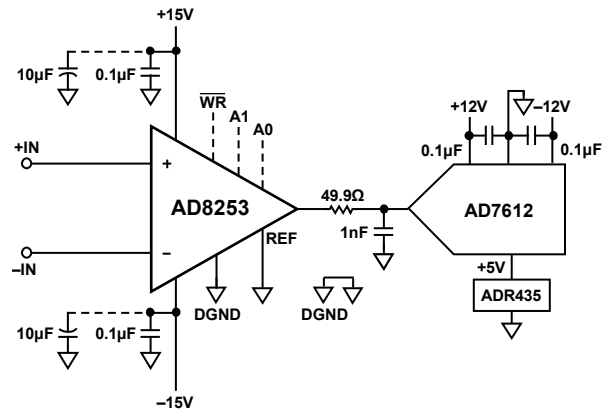 +15V
10µF
0.1µF
WR
A1
A0
+12V
–12V
0.1µF
0.1µF
+IN
+
AD8253
49.9Ω
AD7612
1nF
–IN
–
REF
+5V
DGND
DGND
ADR435
10µF
0.1µF
–15V